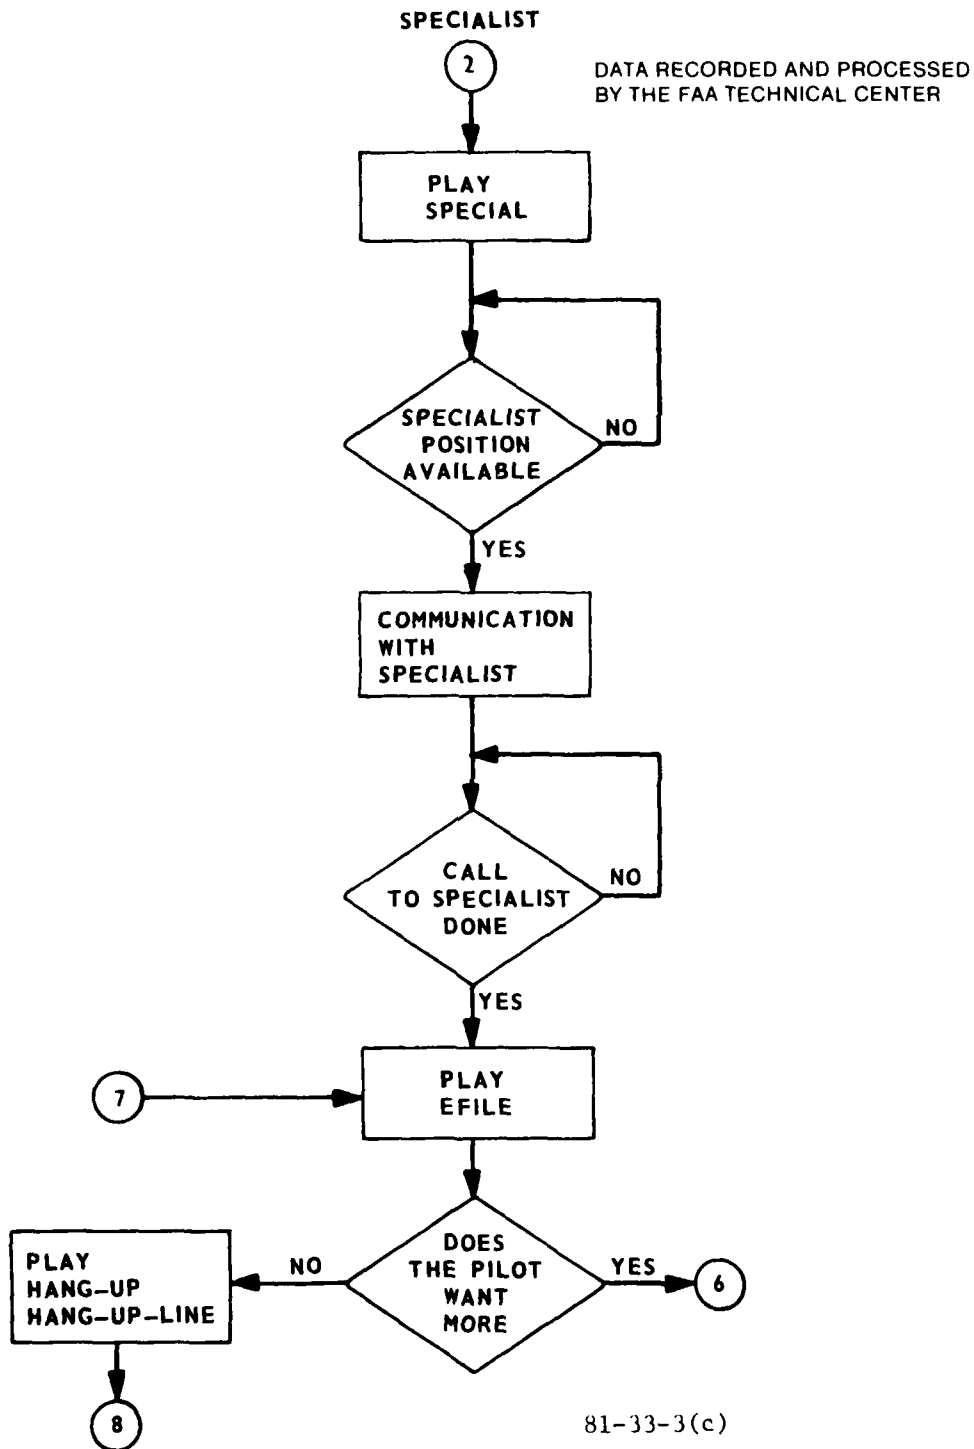 SPECIALIST
2
DATA RECORDED AND PROCESSED
BY THE FAA TECHNICAL CENTER
PLAY
SPECIAL
SPECIALIST
POSITION
AVAILABLE
NO
YES
COMMUNICATION
WITH
SPECIALIST
CALL
TO SPECIALIST
DONE
NO
YES
7
PLAY
EFILE
DOES
THE PILOT
WANT
MORE
NO
YES
6
PLAY
HANG-UP
HANG-UP-LINE
8
81-33-3(c)